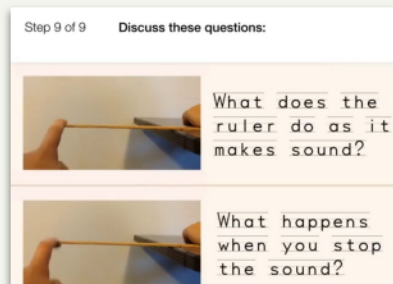 Step 9 of 9 Discuss these questions:
What does the
ruler do as it
makes sound?
What happens
when you stop
the sound?